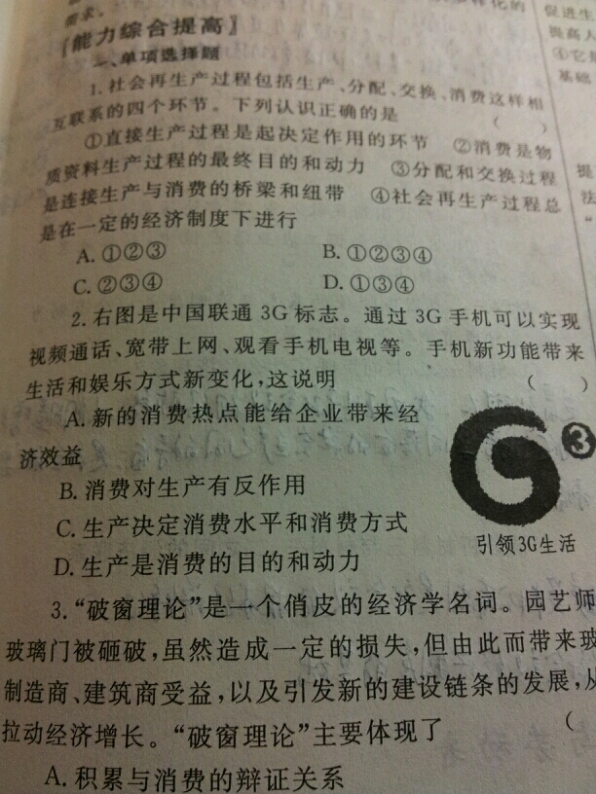 需求。
【能力综合提高】
一、单项选择题
1. 社会再生产过程包括生产、分配、交换、消费这样相
互联系的四个环节。下列认识正确的是 ( )
①直接生产过程是起决定作用的环节 ②消费是物
质资料生产过程的最终目的和动力 ③分配和交换过程
是连接生产与消费的桥梁和纽带 ④社会再生产过程总
是在一定的经济制度下进行
A. ①②③ B. ①②③④
C. ②③④ D. ①③④
2. 右图是中国联通 3G 标志。通过 3G 手机可以实现
视频通话、宽带上网、观看手机电视等。手机新功能带来
生活和娱乐方式新变化,这说明 ( )
A. 新的消费热点能给企业带来经
济效益
B. 消费对生产有反作用
C. 生产决定消费水平和消费方式
D. 生产是消费的目的和动力
3
引领3G生活
3. “破窗理论”是一个俏皮的经济学名词。园艺师
玻璃门被砸破,虽然造成一定的损失,但由此而带来玻
制造商、建筑商受益,以及引发新的建设链条的发展,从
拉动经济增长。“破窗理论”主要体现了 (
A. 积累与消费的辩证关系
促进生
提高人
④它是
基础
提
法
“